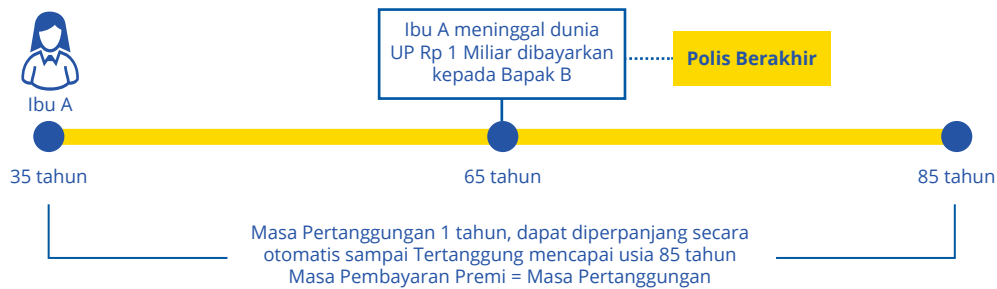 Ibu A meninggal dunia
UP Rp 1 Miliar dibayarkan
kepada Bapak B
Polis Berakhir
Ibu A
35 tahun
65 tahun
85 tahun
Masa Pertanggungan 1 tahun, dapat diperpanjang secara
otomatis sampai Tertanggung mencapai usia 85 tahun
Masa Pembayaran Premi = Masa Pertanggungan